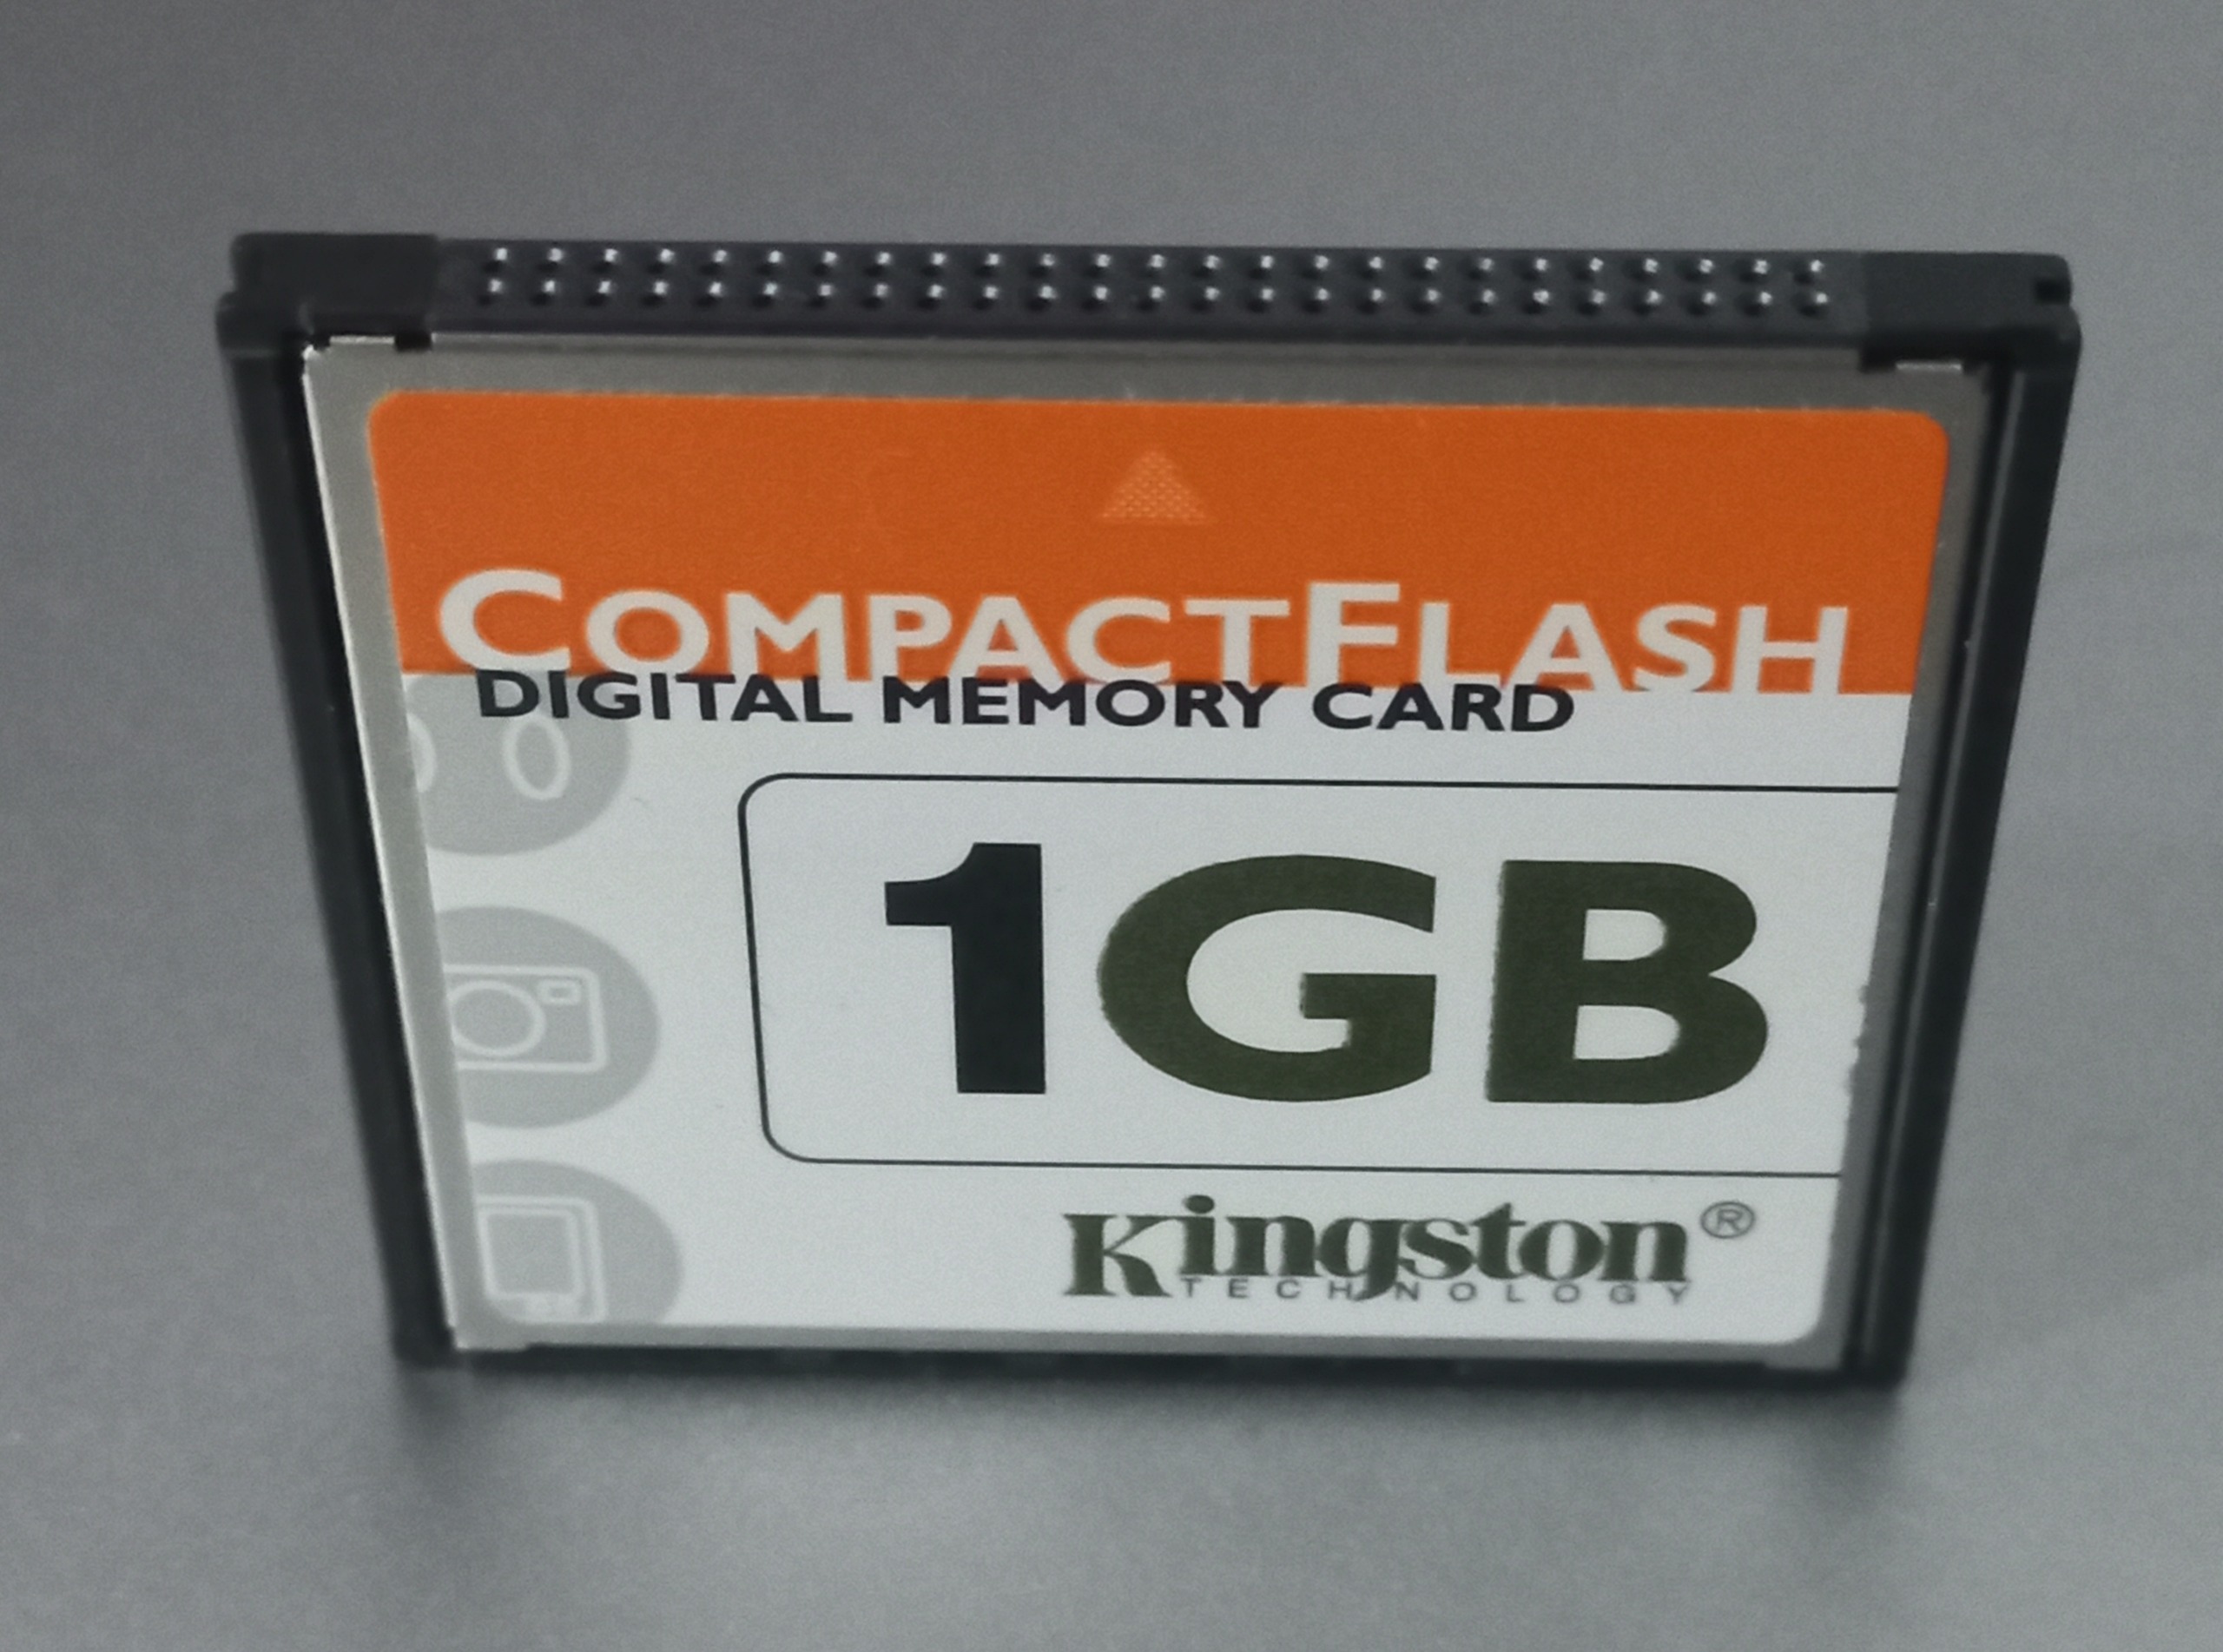 COMPACTFLASH
DIGITAL MEMORY CARD
1GB
Kingston®
TECHNOLOGY